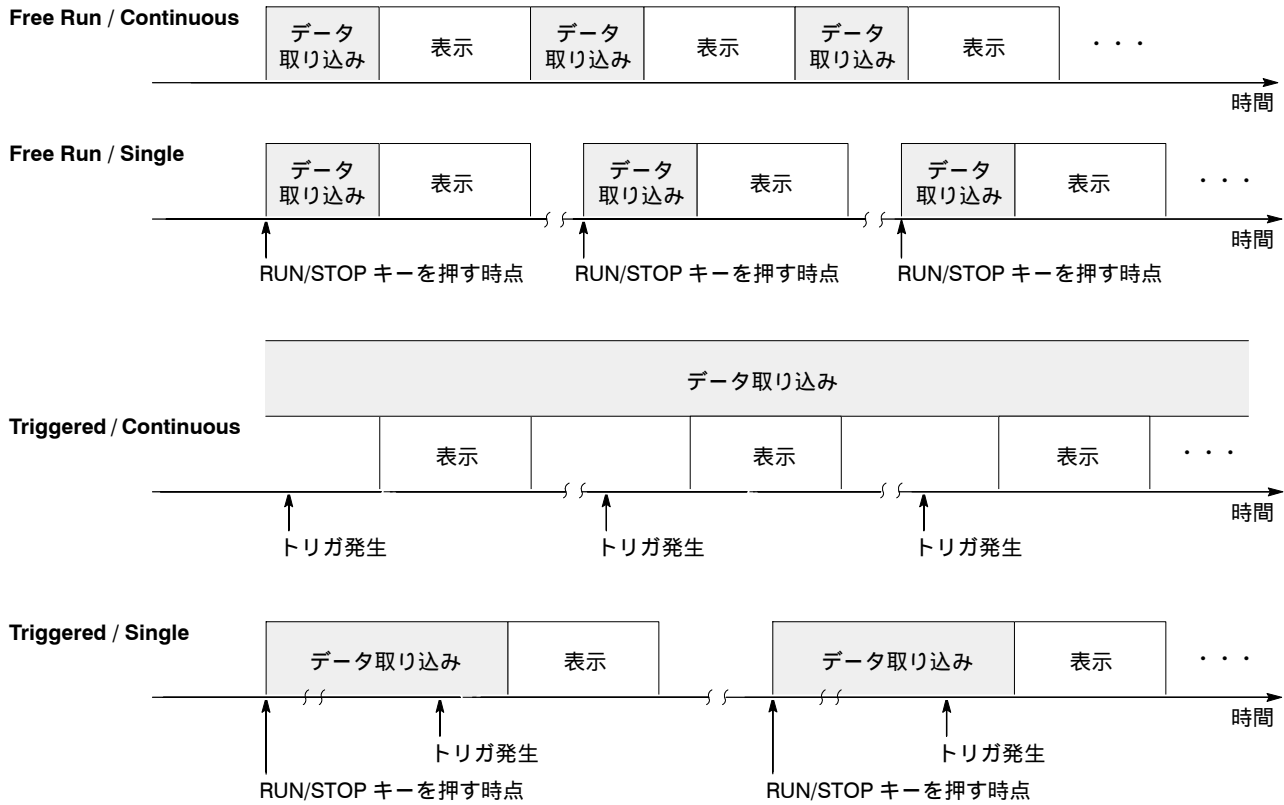 Free Run / Continuous
データ
取り込み
表示
データ
取り込み
表示
データ
取り込み
表示
・・・
時間
Free Run / Single
データ
取り込み
表示
データ
取り込み
表示
データ
取り込み
表示
・・・
時間
RUN/STOP キーを押す時点
RUN/STOP キーを押す時点
RUN/STOP キーを押す時点
データ取り込み
Triggered / Continuous
表示
表示
表示
・・・
時間
トリガ発生
トリガ発生
トリガ発生
Triggered / Single
データ取り込み
表示
データ取り込み
表示
・・・
時間
トリガ発生
トリガ発生
RUN/STOP キーを押す時点
RUN/STOP キーを押す時点